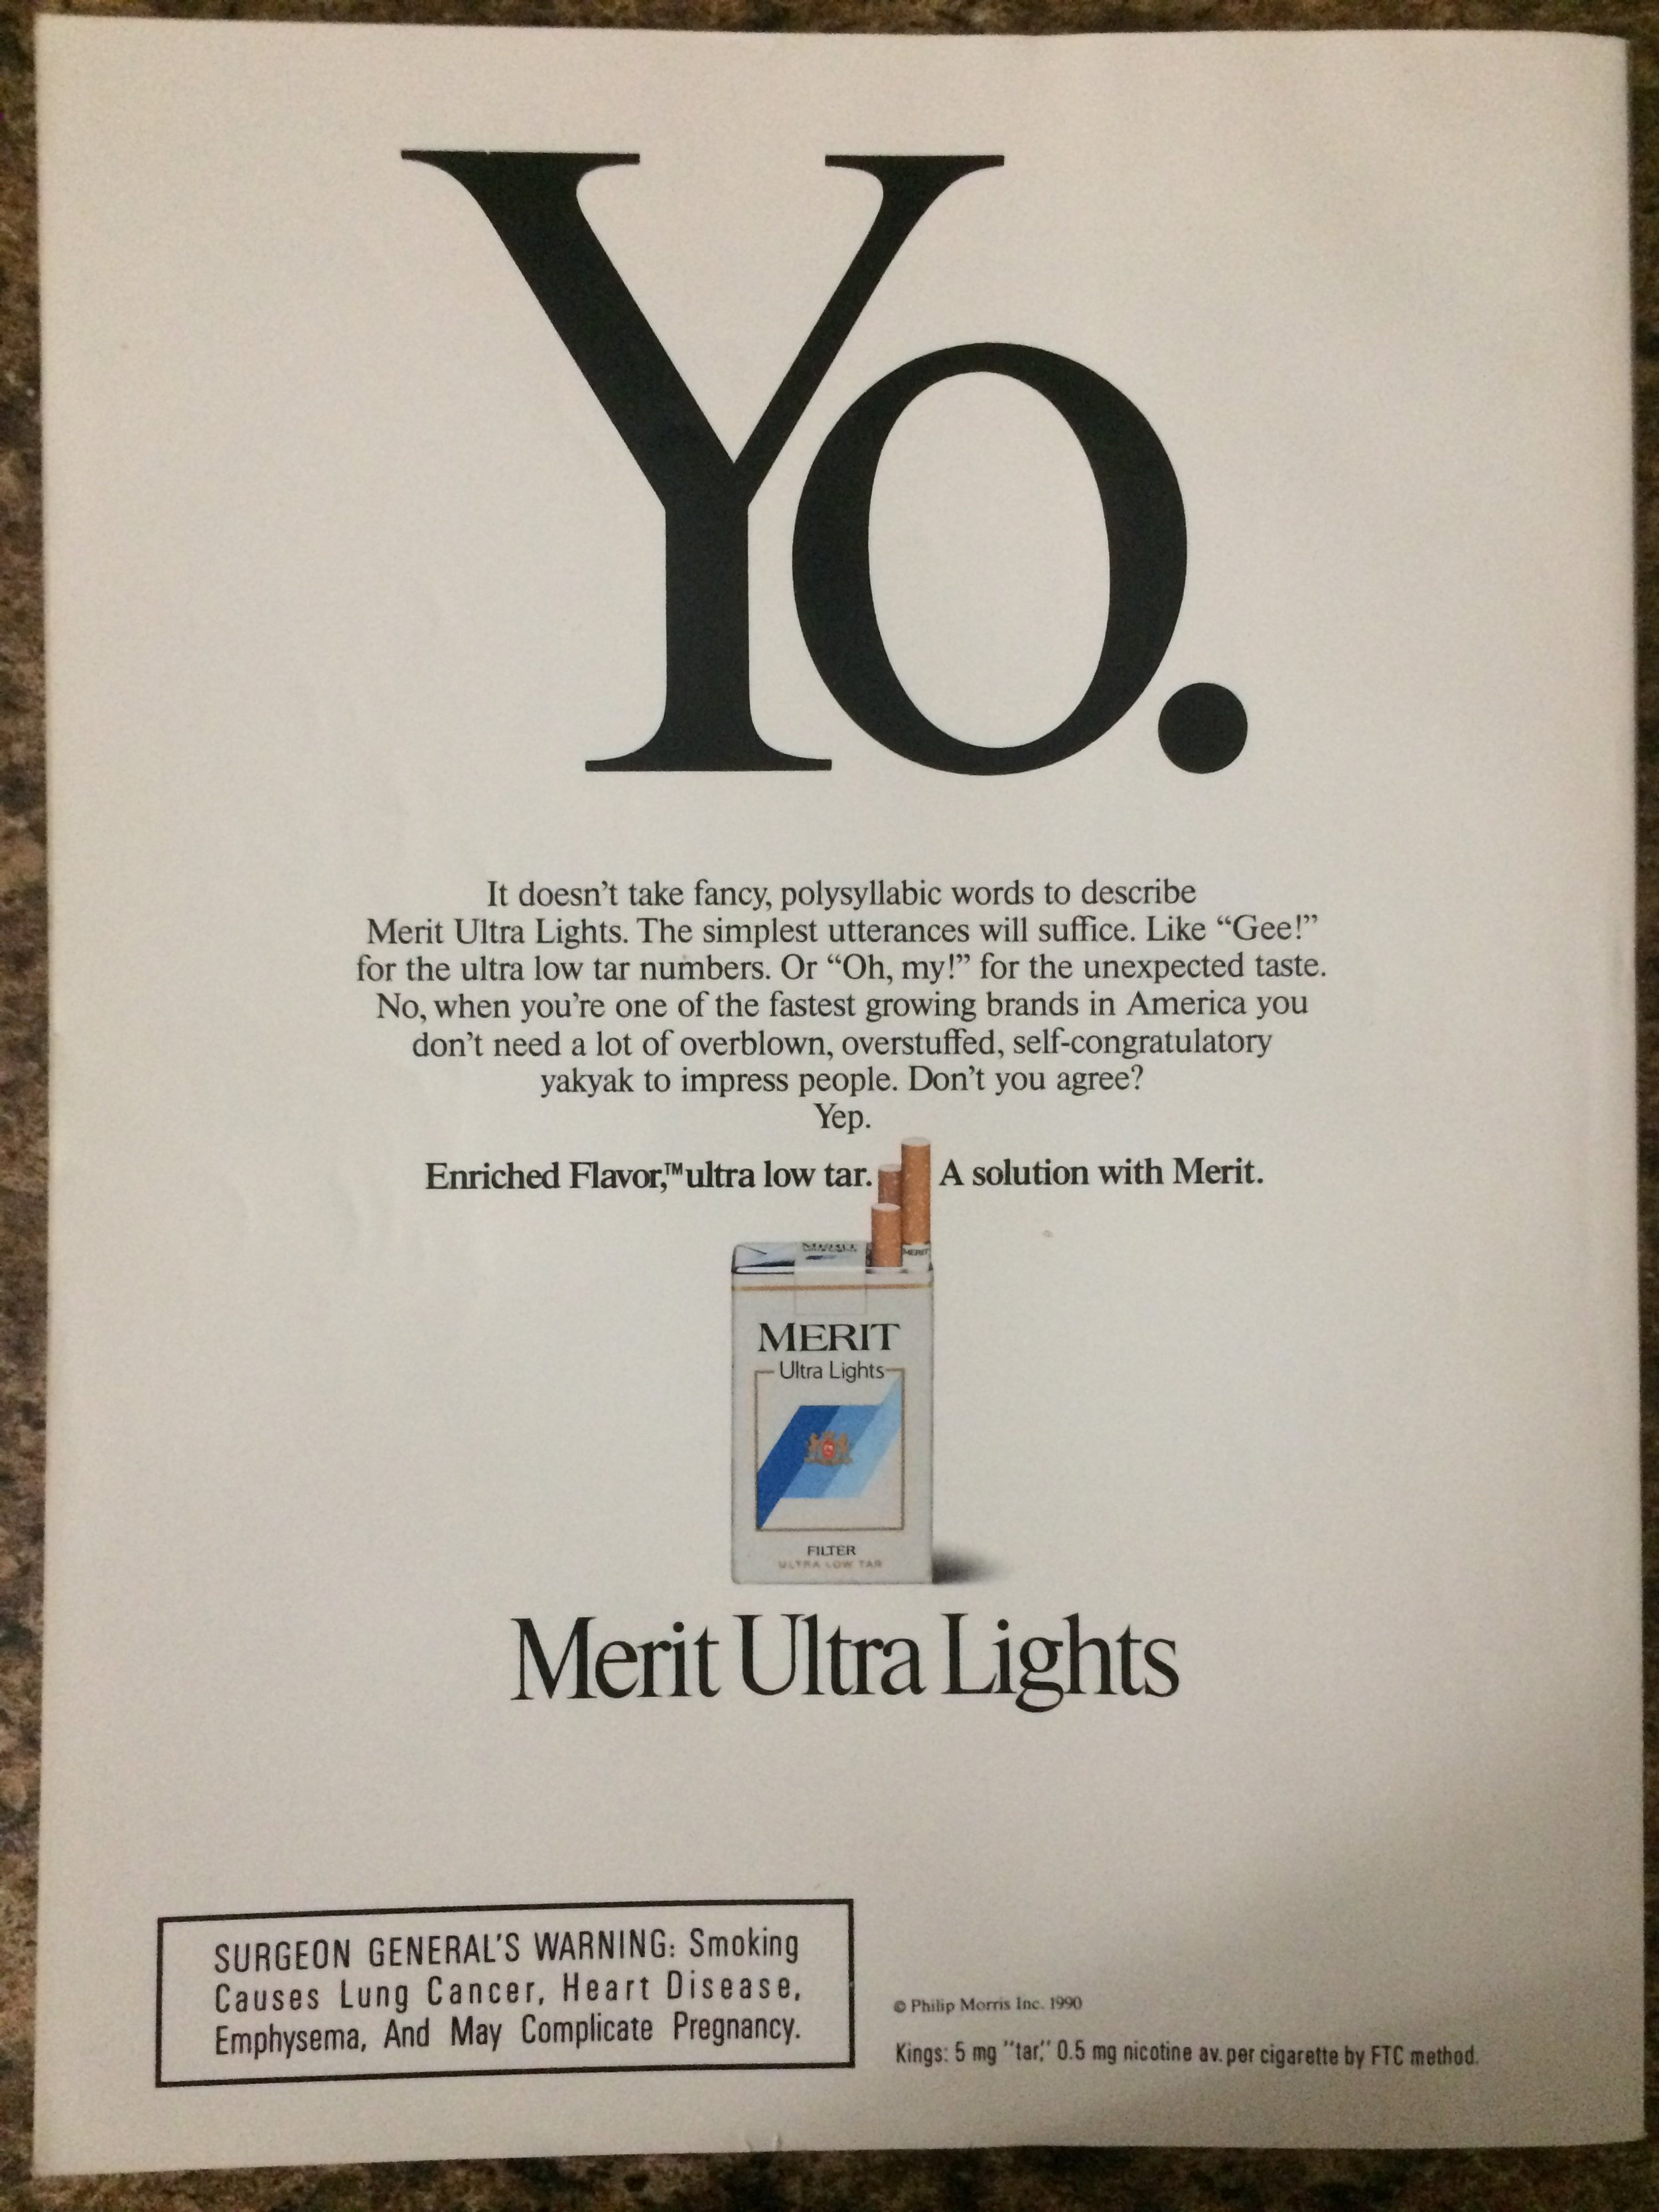 Yo.
It doesn't take fancy, polysyllabic words to describe
Merit Ultra Lights. The simplest utterances will suffice. Like “Gee!”
for the ultra low tar numbers. Or “Oh, my!” for the unexpected taste.
No, when you're one of the fastest growing brands in America you
don't need a lot of overblown, overstuffed, self-congratulatory
yakyak to impress people. Don't you agree?
Yep.
Enriched Flavor,™ ultra low tar. A solution with Merit.
MERIT
MERIT
Ultra Lights
FILTER
ULTRA LOW TAR
Merit Ultra Lights
SURGEON GENERAL'S WARNING: Smoking
Causes Lung Cancer, Heart Disease,
Emphysema, And May Complicate Pregnancy.
© Philip Morris Inc. 1990
Kings: 5 mg “tar,” 0.5 mg nicotine av. per cigarette by FTC method.